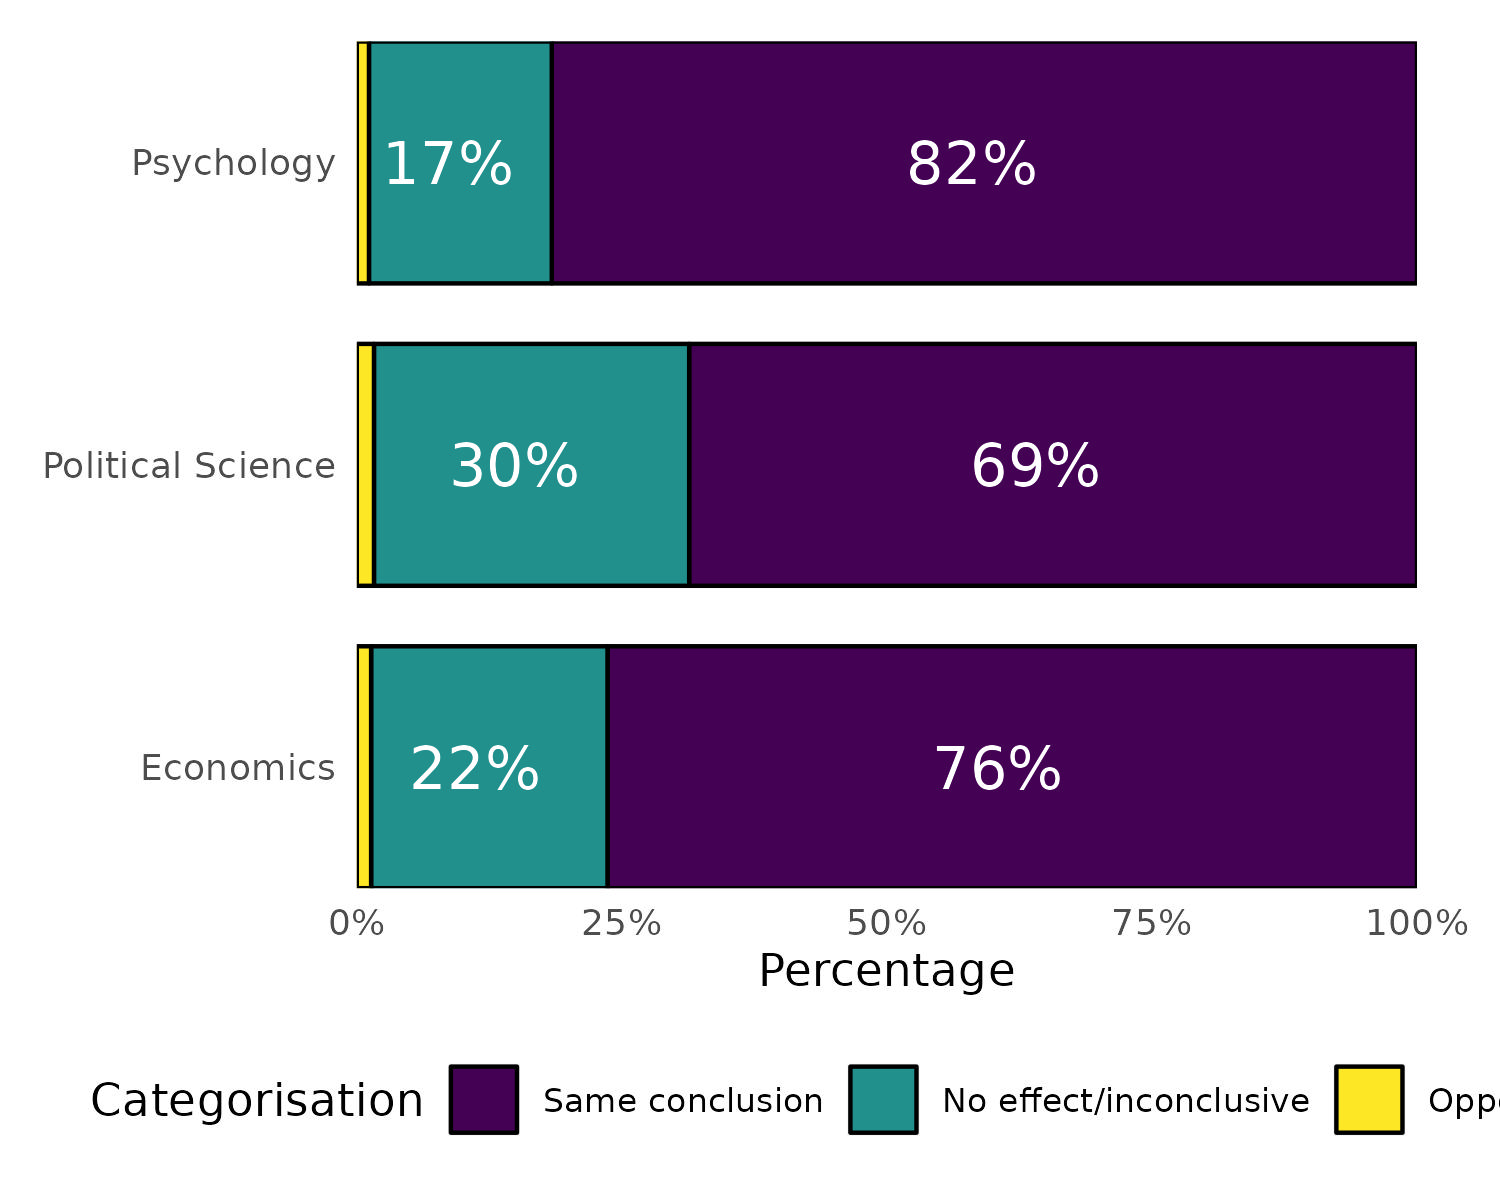 Psychology 17% 82%
Political Science 30% 69%
Economics 22% 76%
0% 25% 50% 75% 100%
Percentage
Categorisation Same conclusion No effect/inconclusive